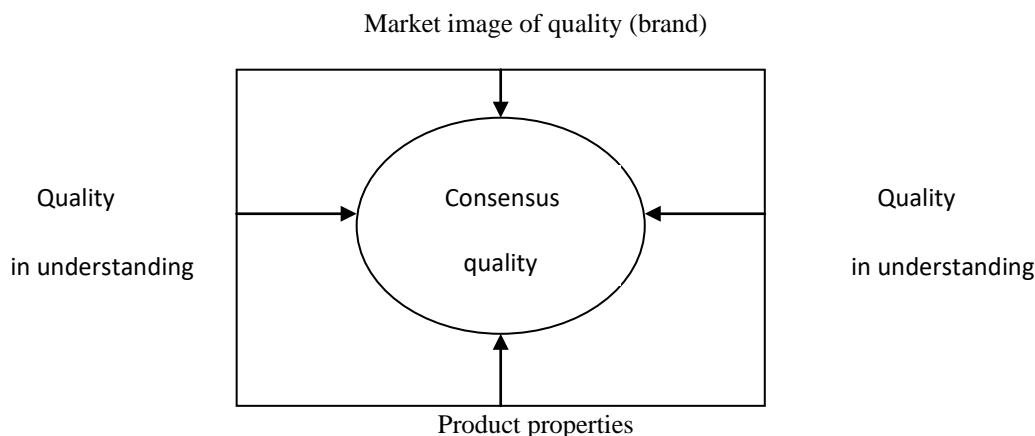 Market image of quality (brand)
Quality
in understanding
Consensus
quality
Quality
in understanding
Product properties